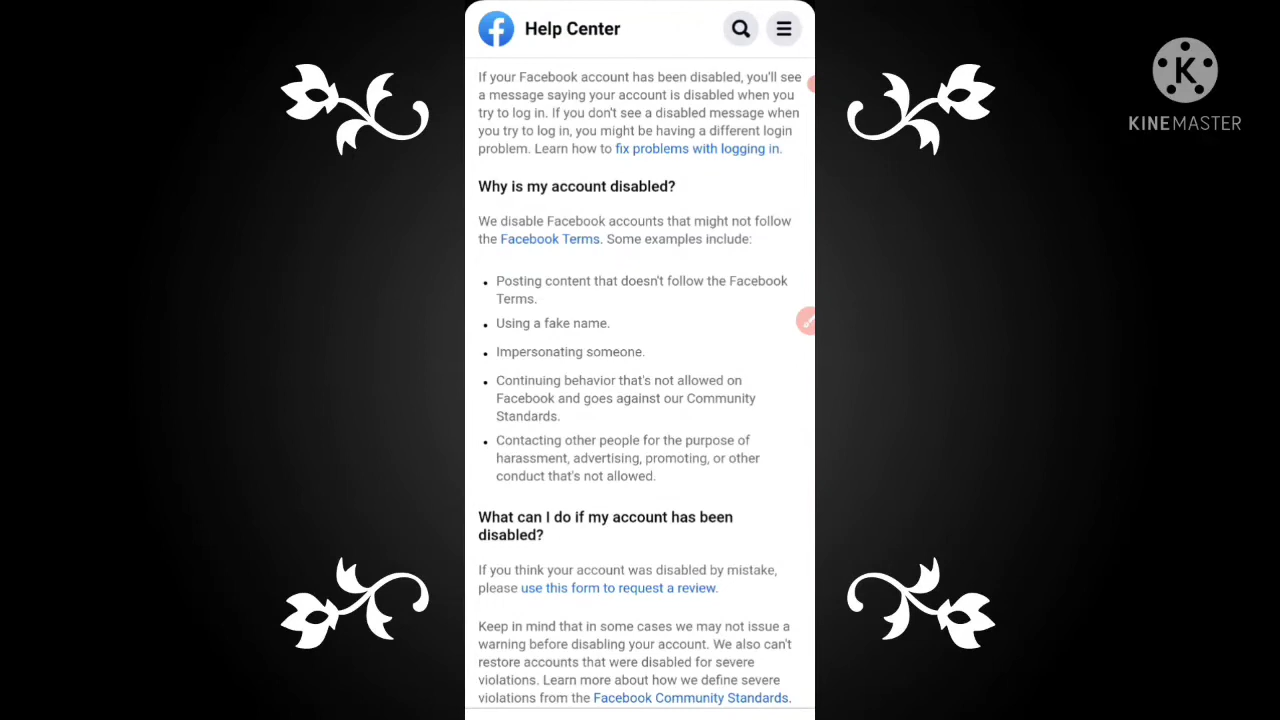 Help Center
If your Facebook account has been disabled, you'll see
a message saying your account is disabled when you
try to log in. If you don't see a disabled message when
you try to log in, you might be having a different login
problem. Learn how to fix problems with logging in.
Why is my account disabled?
We disable Facebook accounts that might not follow
the Facebook Terms. Some examples include:
• Posting content that doesn't follow the Facebook
Terms.
• Using a fake name.
• Impersonating someone.
• Continuing behavior that's not allowed on
Facebook and goes against our Community
Standards.
• Contacting other people for the purpose of
harassment, advertising, promoting, or other
conduct that's not allowed.
What can I do if my account has been
disabled?
If you think your account was disabled by mistake,
please use this form to request a review.
Keep in mind that in some cases we may not issue a
warning before disabling your account. We also can't
restore accounts that were disabled for severe
violations. Learn more about how we define severe
violations from the Facebook Community Standards.
K
KINEMASTER